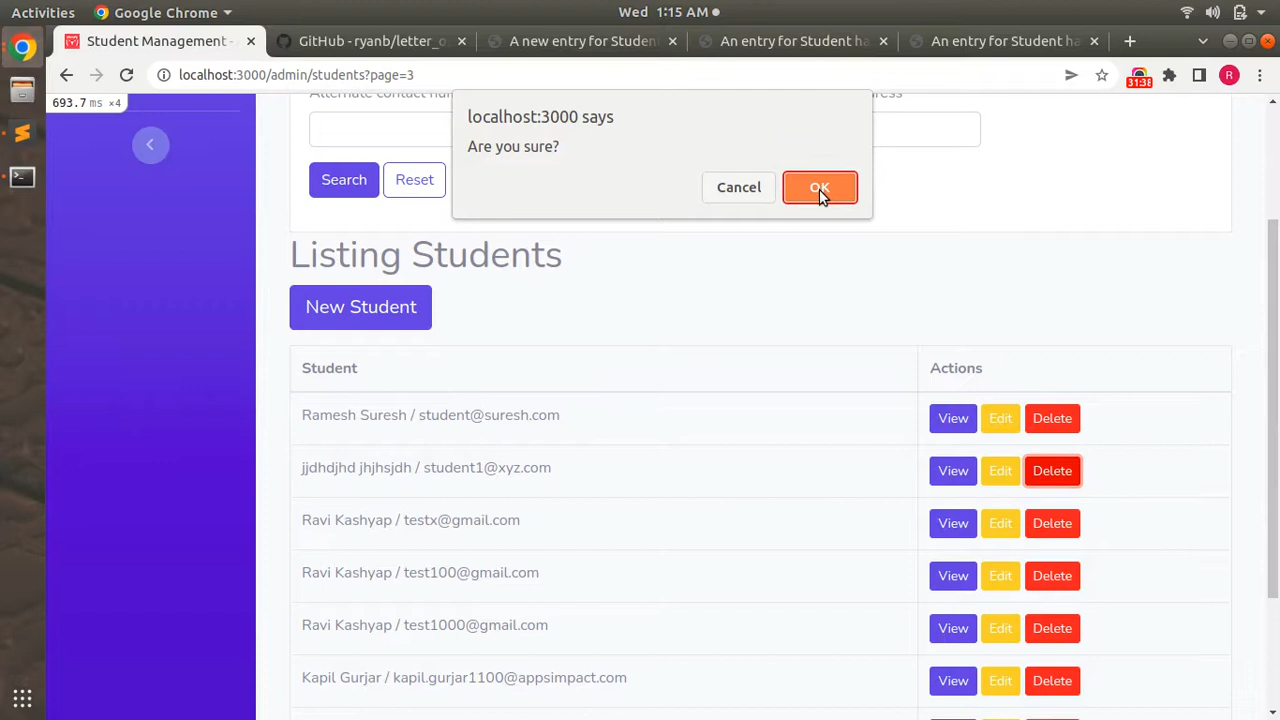 Activities Google Chrome Wed 1:15 AM
Student Management - GitHub - ryanb/letter_o A new entry for Studen An entry for Student ha An entry for Student ha
localhost:3000/admin/students?page=3 31:38 R
693.7 ms ×4
localhost:3000 says
Are you sure?
Cancel OK
Search Reset
Listing Students
New Student
Student Actions
Ramesh Suresh / student@suresh.com View Edit Delete
jjdhdjhd jhjhsjdh / student1@xyz.com View Edit Delete
Ravi Kashyap / testx@gmail.com View Edit Delete
Ravi Kashyap / test100@gmail.com View Edit Delete
Ravi Kashyap / test1000@gmail.com View Edit Delete
Kapil Gurjar / kapil.gurjar1100@appsimpact.com View Edit Delete